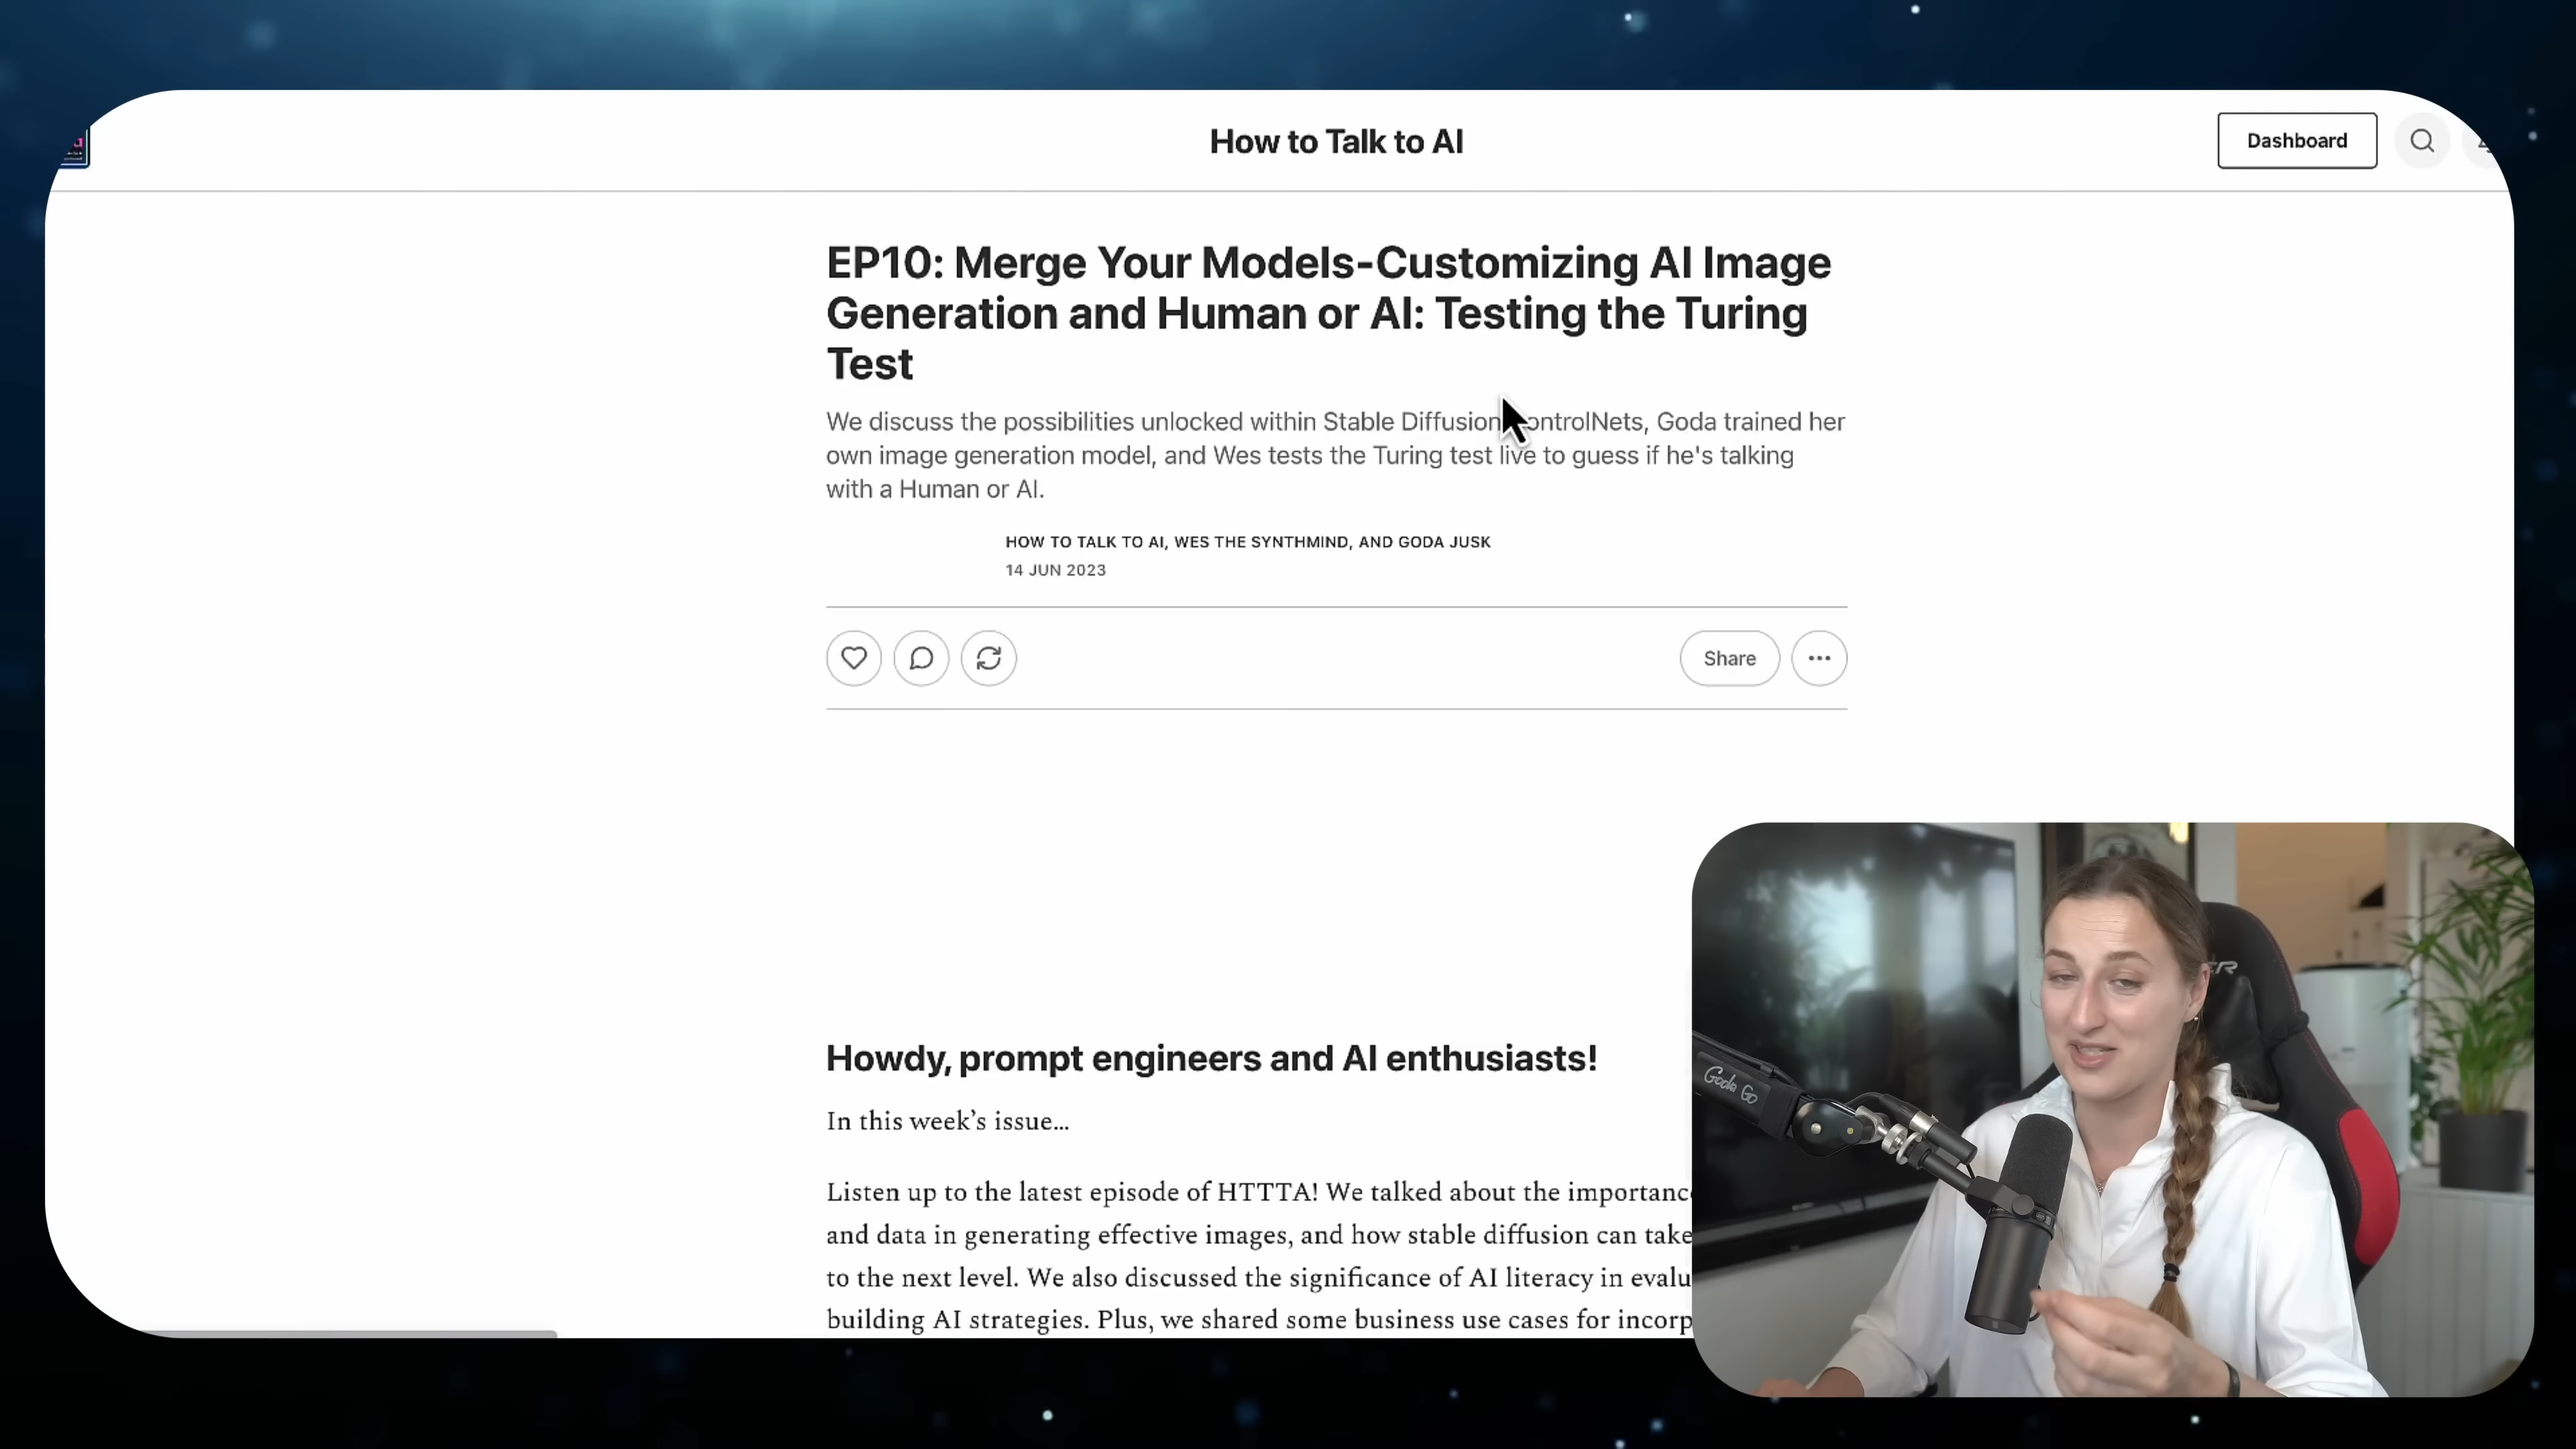 How to Talk to AI
Dashboard
EP10: Merge Your Models-Customizing AI Image
Generation and Human or AI: Testing the Turing
Test
We discuss the possibilities unlocked within Stable Diffusion ontrolNets, Goda trained her
own image generation model, and Wes tests the Turing test live to guess if he's talking
with a Human or AI.
HOW TO TALK TO AI, WES THE SYNTHMIND, AND GODA JUSK
14 JUN 2023
Share
Howdy, prompt engineers and AI enthusiasts!
In this week’s issue…
Listen up to the latest episode of HTTTA! We talked about the importanc
and data in generating effective images, and how stable diffusion can take
to the next level. We also discussed the significance of AI literacy in evalu
building AI strategies. Plus, we shared some business use cases for incorp
Goda Go